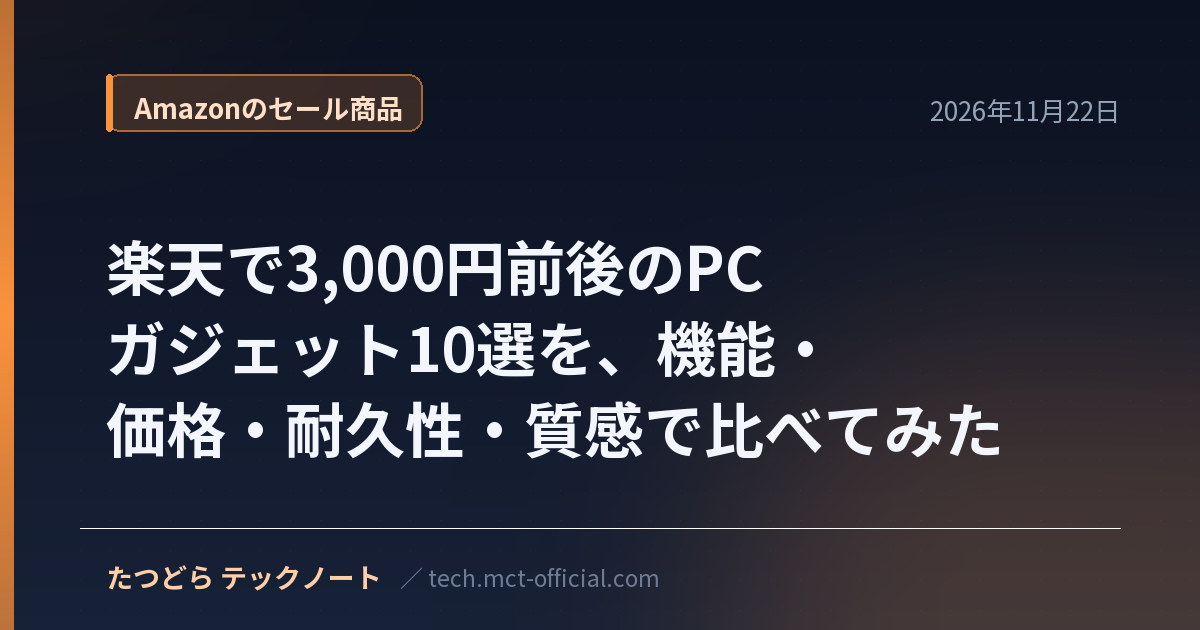 Amazonのセール商品
2026年11月22日
楽天で3,000円前後のPC
ガジェット10選を、機能・
価格・耐久性・質感で比べてみた
たつどら テックノート ／ tech.mct-official.com